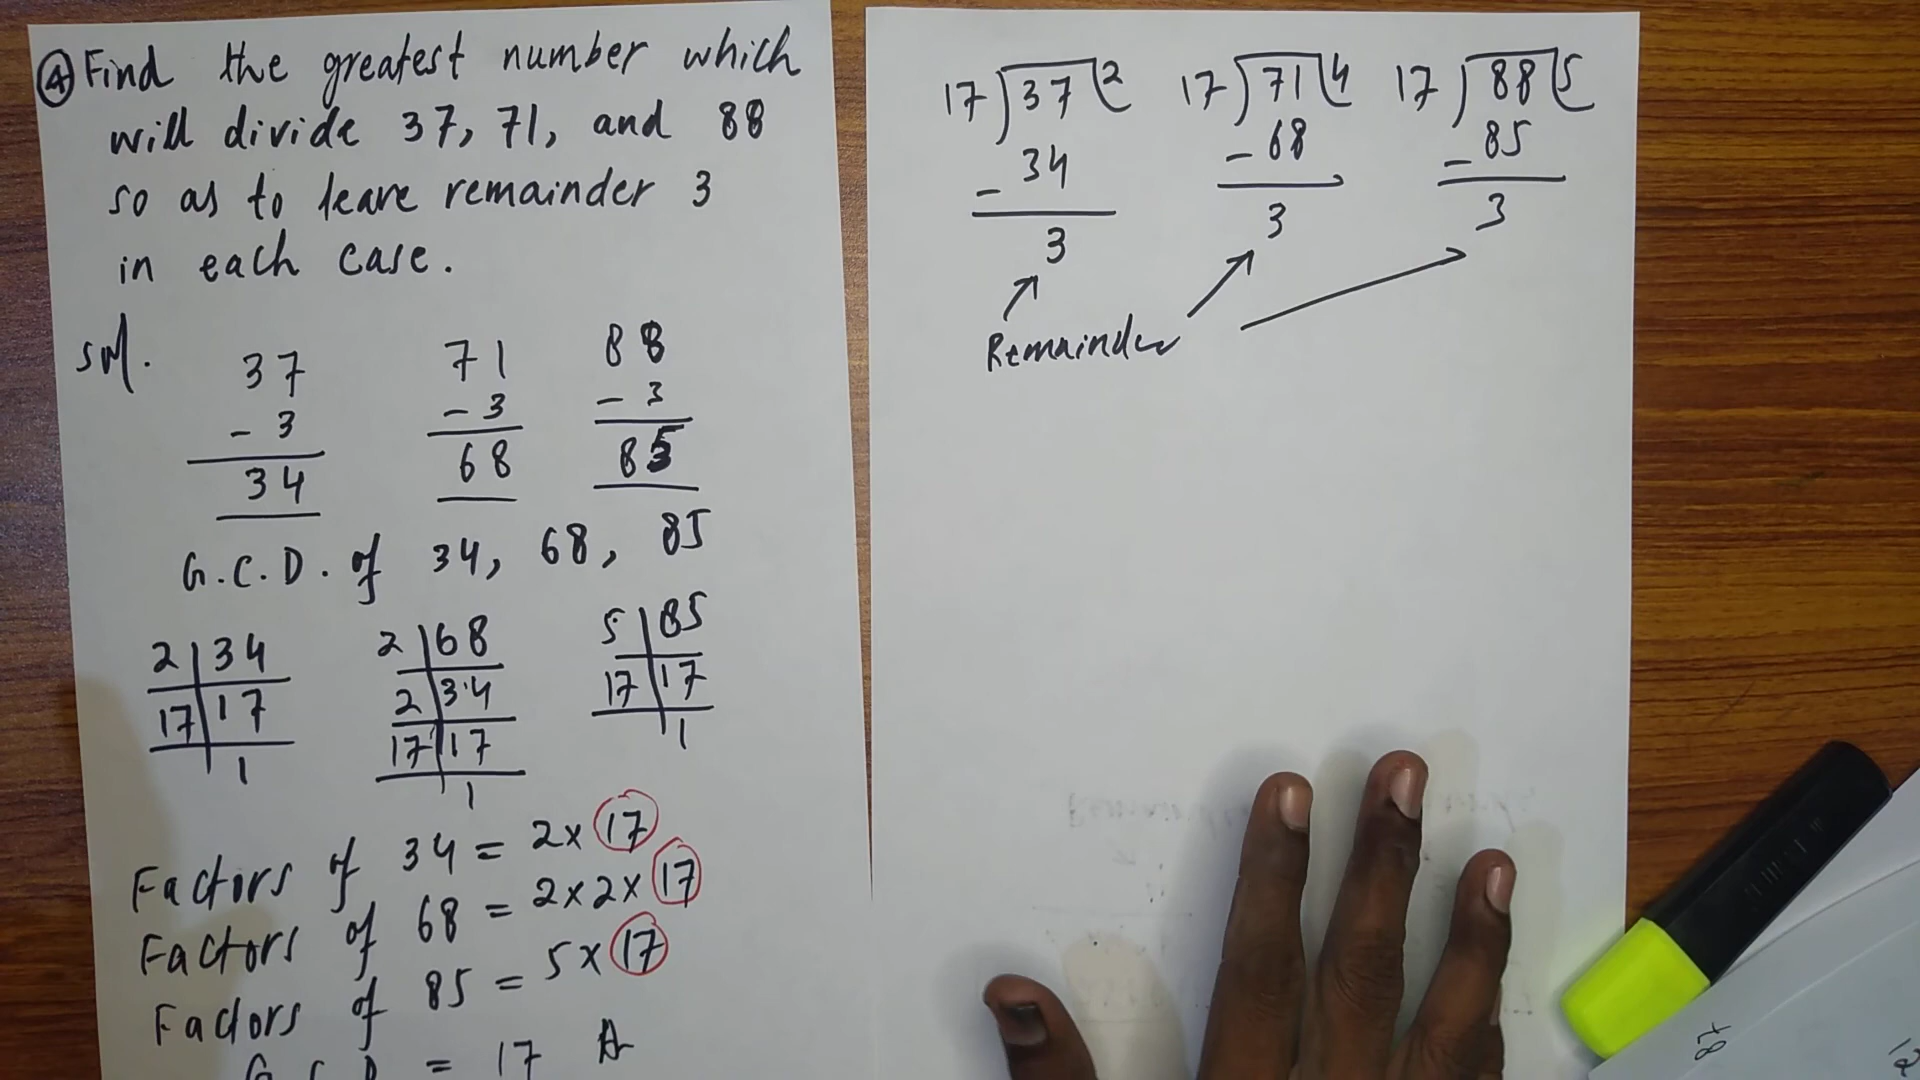 ④ Find the greatest number which
will divide 37, 71, and 88
so as to leave remainder 3
in each case.
Sol.
37 71 88
- 3 - 3 - 3
34 68 85
G.C.D. of 34, 68, 85
2 | 34 2 | 68 5 | 85
17 | 17 2 | 34 17 | 17
1 17 | 17 1
1
Factors of 34 = 2 x 17
Factors of 68 = 2 x 2 x 17
Factors of 85 = 5 x 17
G.C.D = 17 A
17 ) 37 ( 2 17 ) 71 ( 4 17 ) 88 ( 5
- 34 - 68 - 85
3 3 3
Remainder